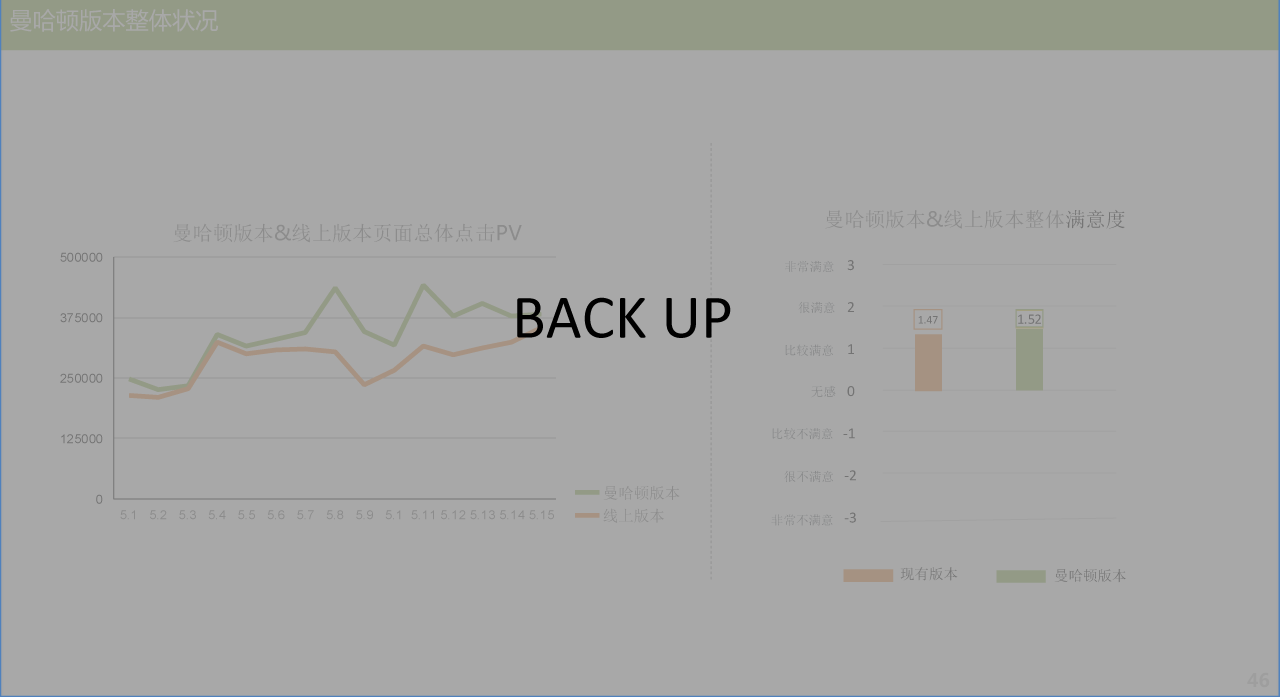 曼哈顿版本整体状况
曼哈顿版本&线上版本页面总体点击PV
500000
375000
250000
125000
0
5.1 5.2 5.3 5.4 5.5 5.6 5.7 5.8 5.9 5.1 5.11 5.12 5.13 5.14 5.15
曼哈顿版本
线上版本
BACK UP
曼哈顿版本&线上版本整体满意度
非常满意 3
很满意 2
比较满意 1
无感 0
比较不满意 -1
很不满意 -2
非常不满意 -3
1.47
1.52
现有版本
曼哈顿版本
46